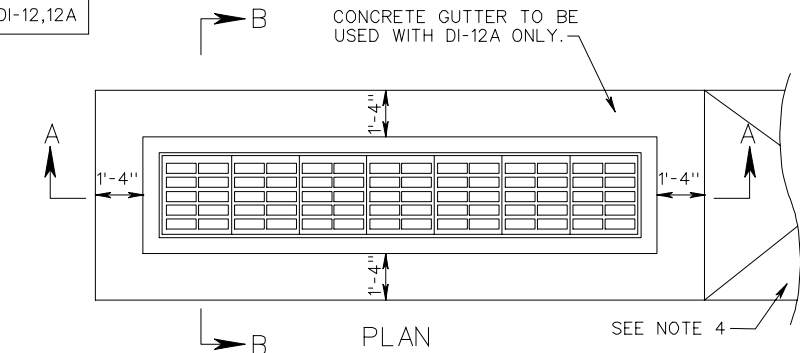 DI-12,12A
B
CONCRETE GUTTER TO BE
USED WITH DI-12A ONLY.
1'-4"
A
A
1'-4"
1'-4"
1'-4"
B
PLAN
SEE NOTE 4